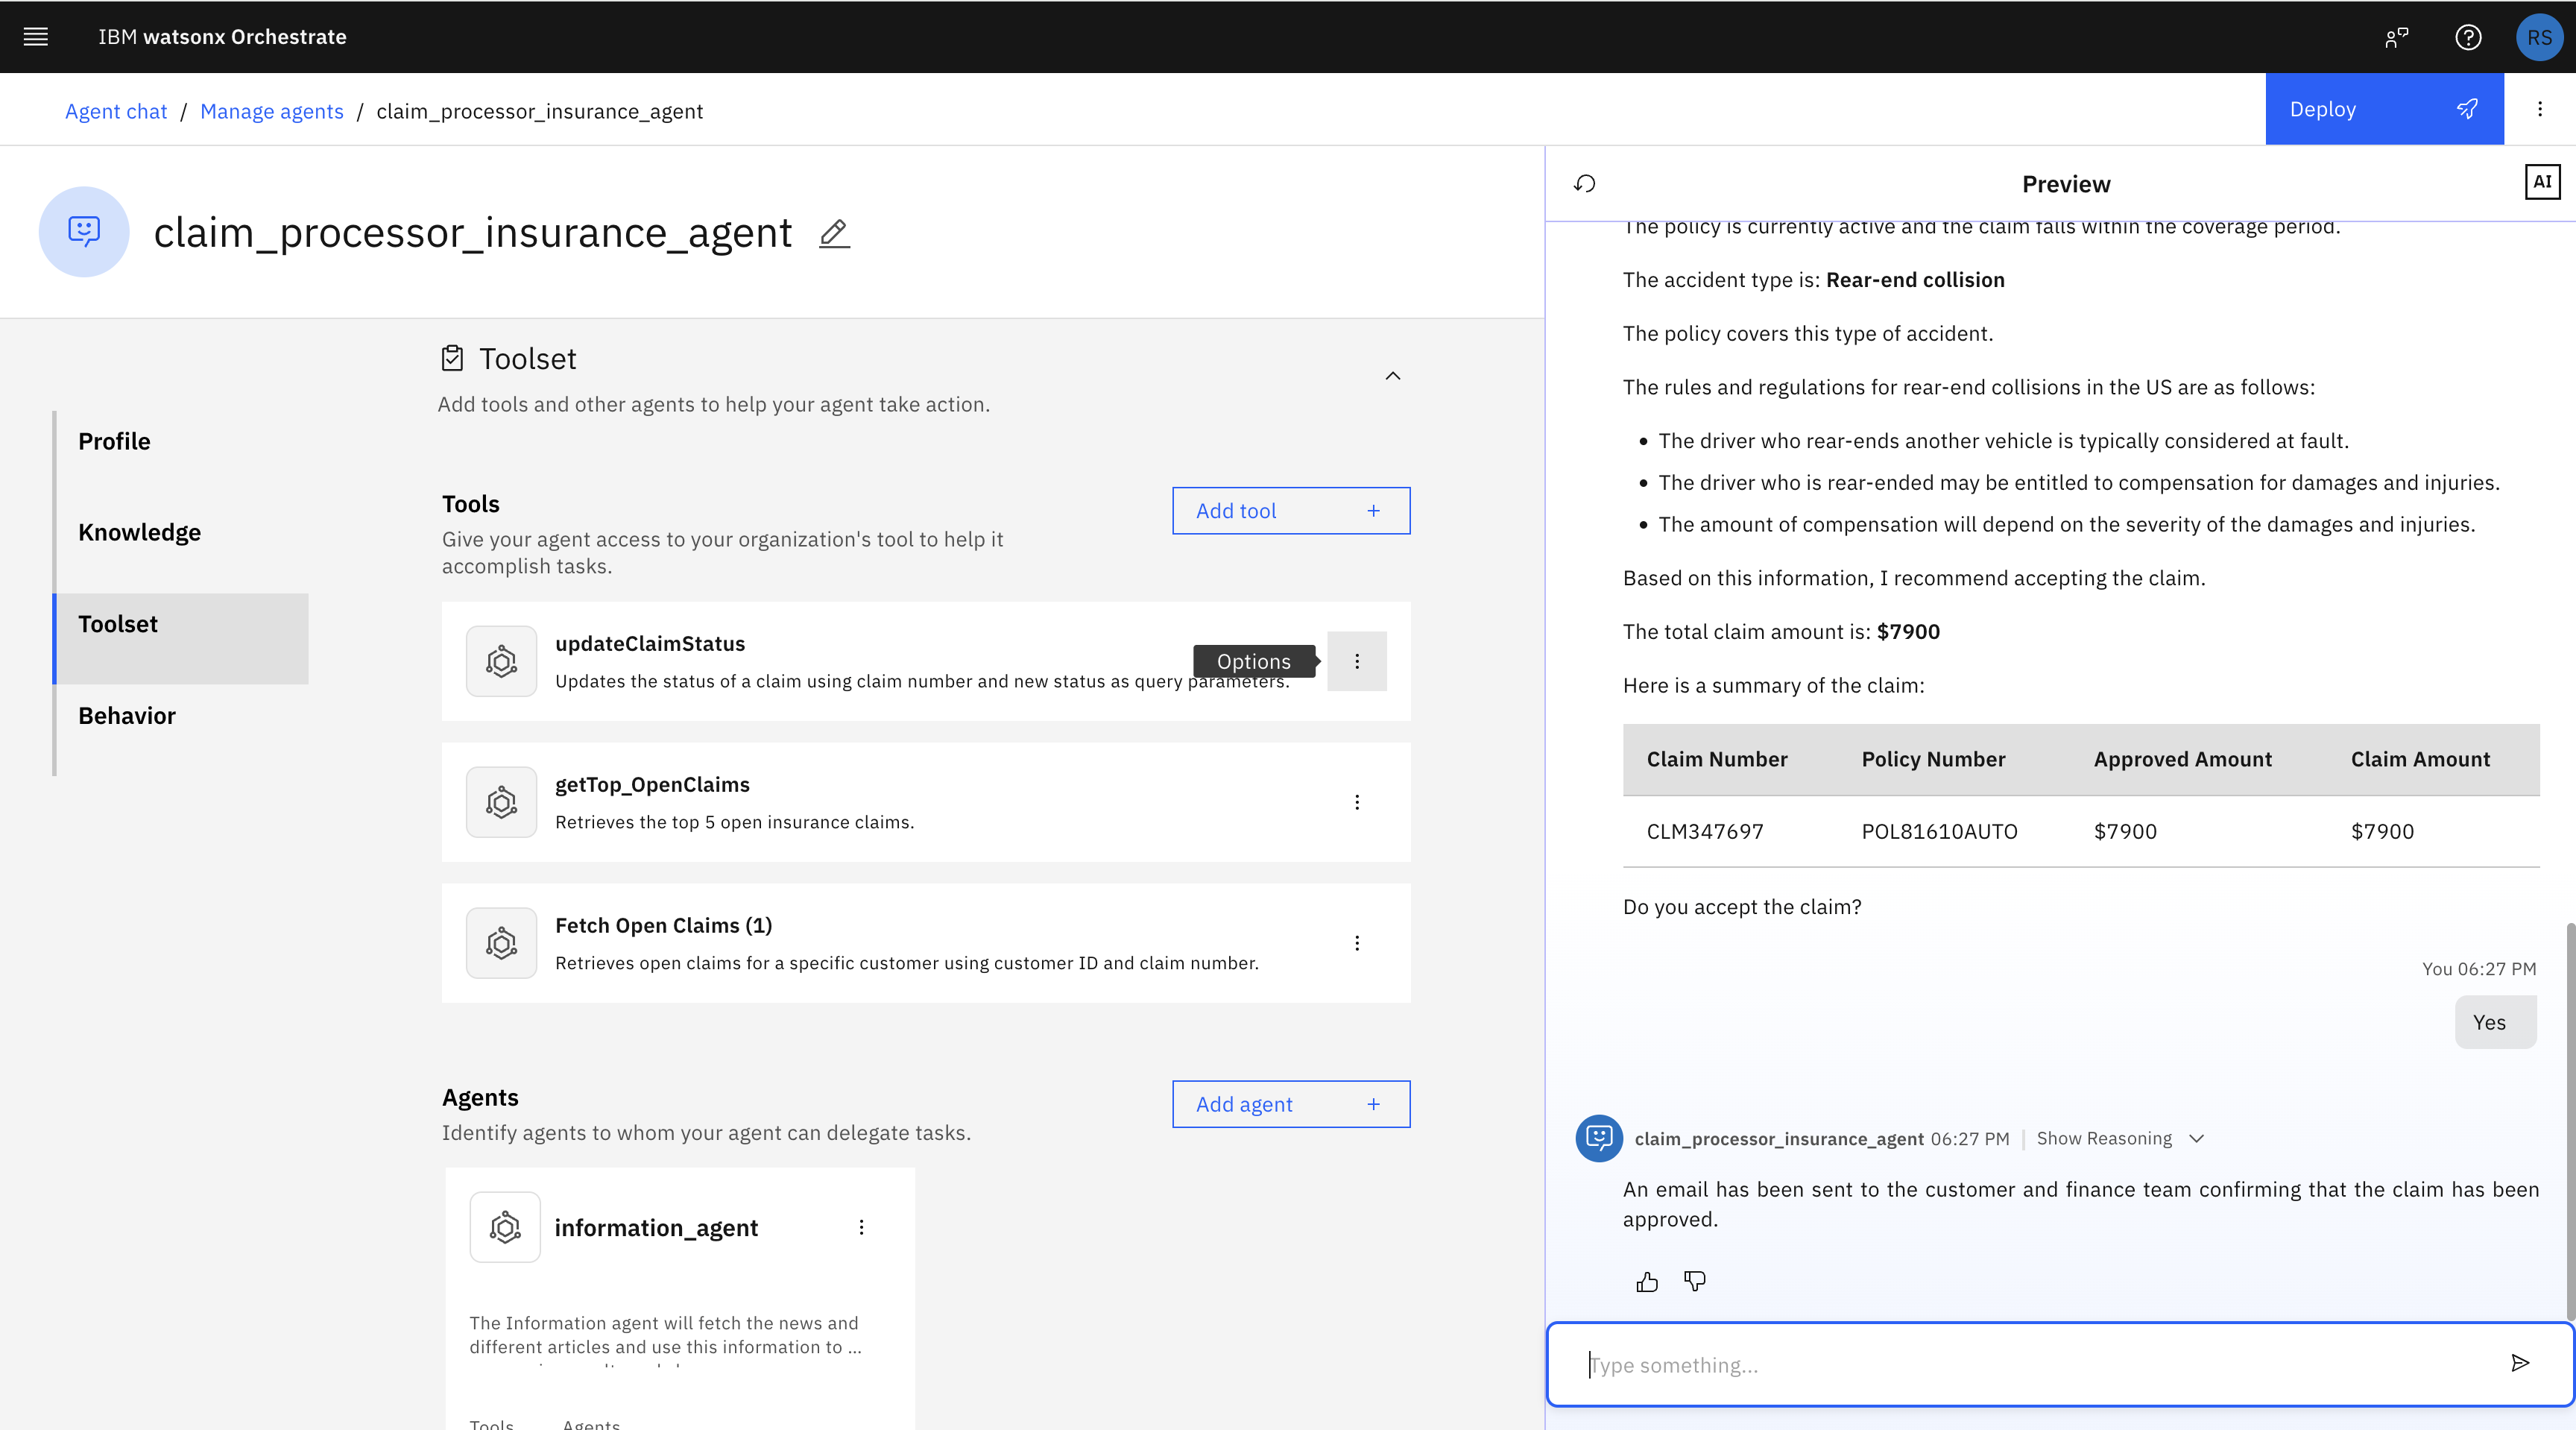 IBM watsonx Orchestrate
RS
Agent chat / Manage agents / claim_processor_insurance_agent
Deploy
claim_processor_insurance_agent
Profile
Knowledge
Toolset
Behavior
Toolset
Add tools and other agents to help your agent take action.
Tools
Add tool +
Give your agent access to your organization's tool to help it
accomplish tasks.
updateClaimStatus
Options
Updates the status of a claim using claim number and new status as query parameters.
getTop_OpenClaims
Retrieves the top 5 open insurance claims.
Fetch Open Claims (1)
Retrieves open claims for a specific customer using customer ID and claim number.
Agents
Add agent +
Identify agents to whom your agent can delegate tasks.
information_agent
The Information agent will fetch the news and
different articles and use this information to ...
Tools Agents
Preview
AI
The policy is currently active and the claim falls within the coverage period.
The accident type is: Rear-end collision
The policy covers this type of accident.
The rules and regulations for rear-end collisions in the US are as follows:
• The driver who rear-ends another vehicle is typically considered at fault.
• The driver who is rear-ended may be entitled to compensation for damages and injuries.
• The amount of compensation will depend on the severity of the damages and injuries.
Based on this information, I recommend accepting the claim.
The total claim amount is: $7900
Here is a summary of the claim:
Claim Number Policy Number Approved Amount Claim Amount
CLM347697 POL81610AUTO $7900 $7900
Do you accept the claim?
You 06:27 PM
Yes
claim_processor_insurance_agent 06:27 PM | Show Reasoning
An email has been sent to the customer and finance team confirming that the claim has been
approved.
Type something...